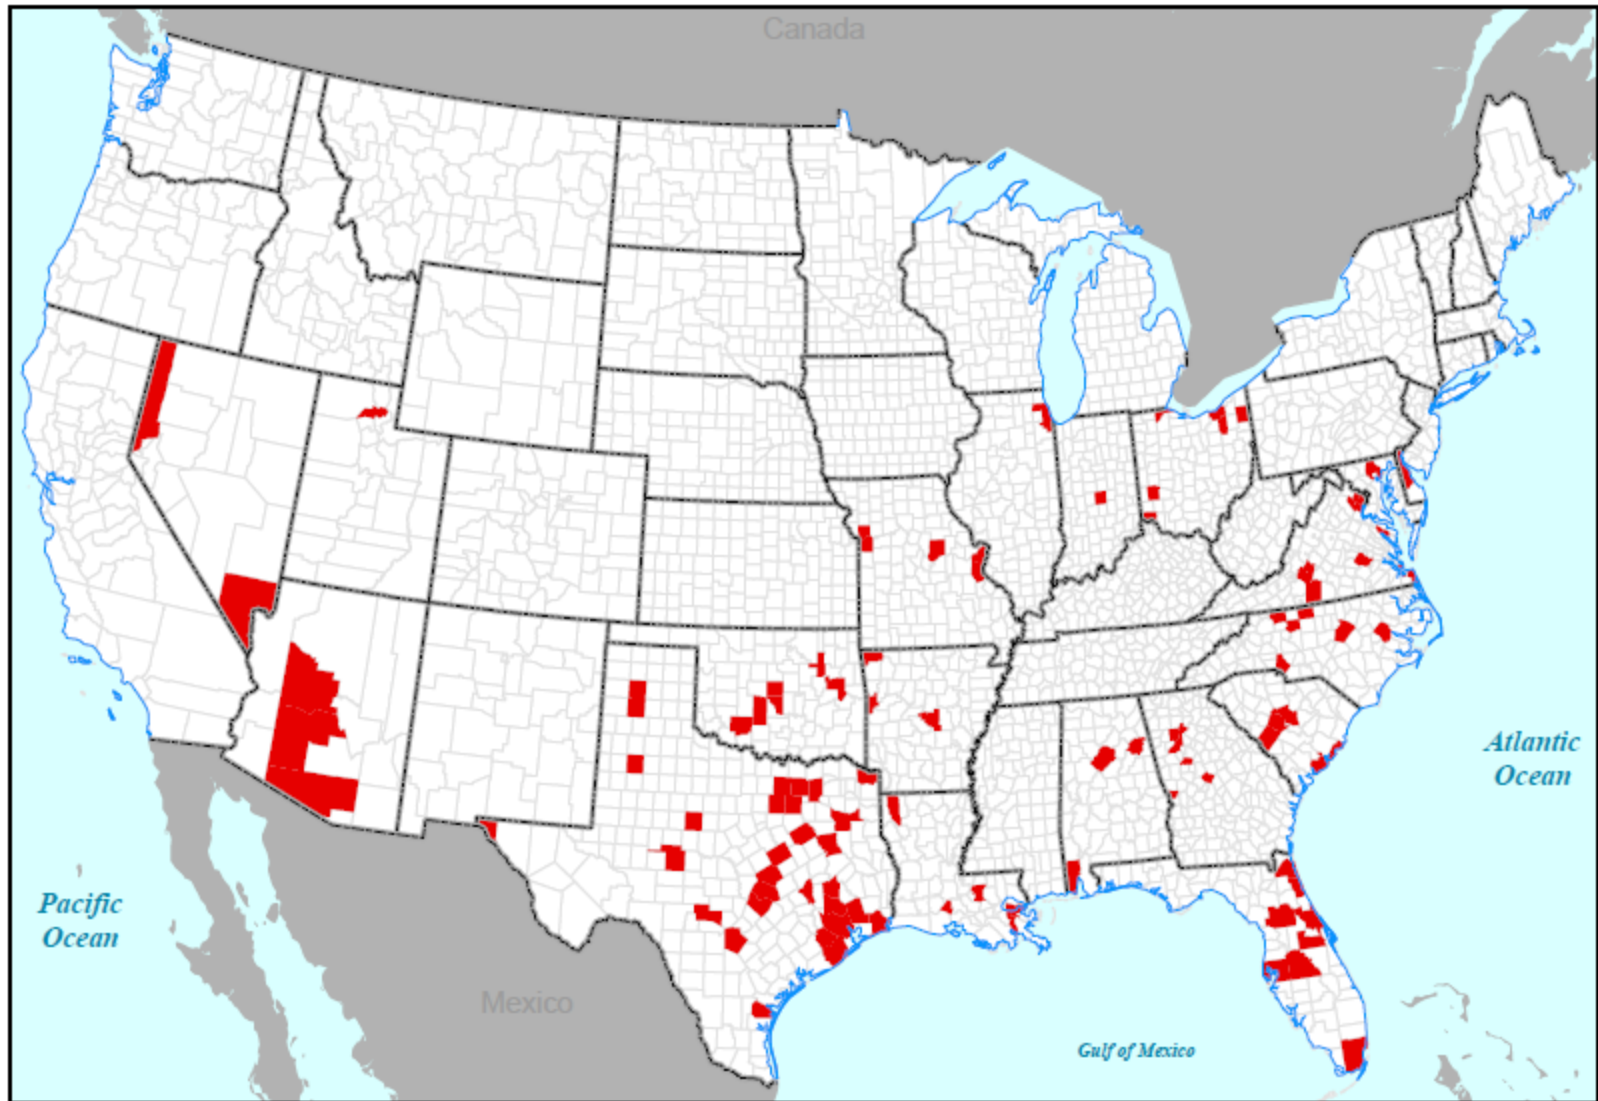 Canada
Atlantic
Ocean
Pacific
Ocean
Mexico
Gulf of Mexico